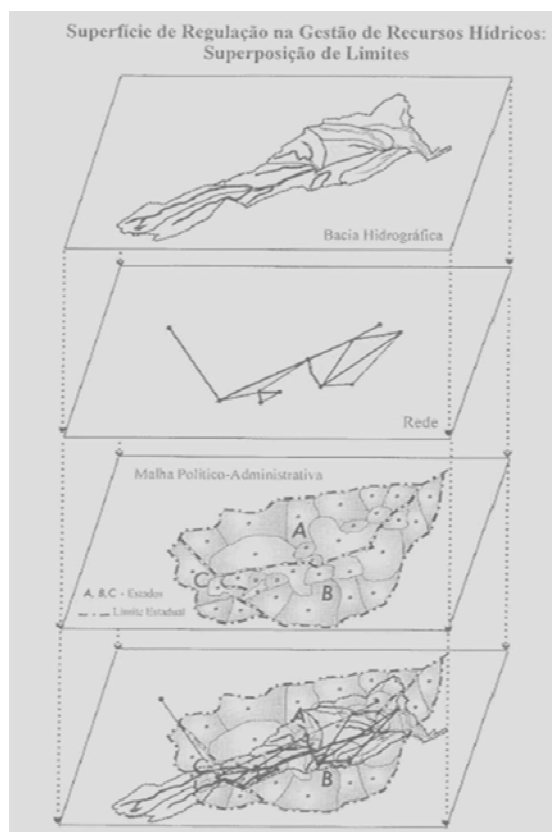 Superfície de Regulação na Gestão de Recursos Hídricos:
Superposição de Limites
Bacia Hidrográfica
Rede
Malha Político-Administrativa
A
C
C
B
A, B,C - Estados
Limite Estadual
A
C
B